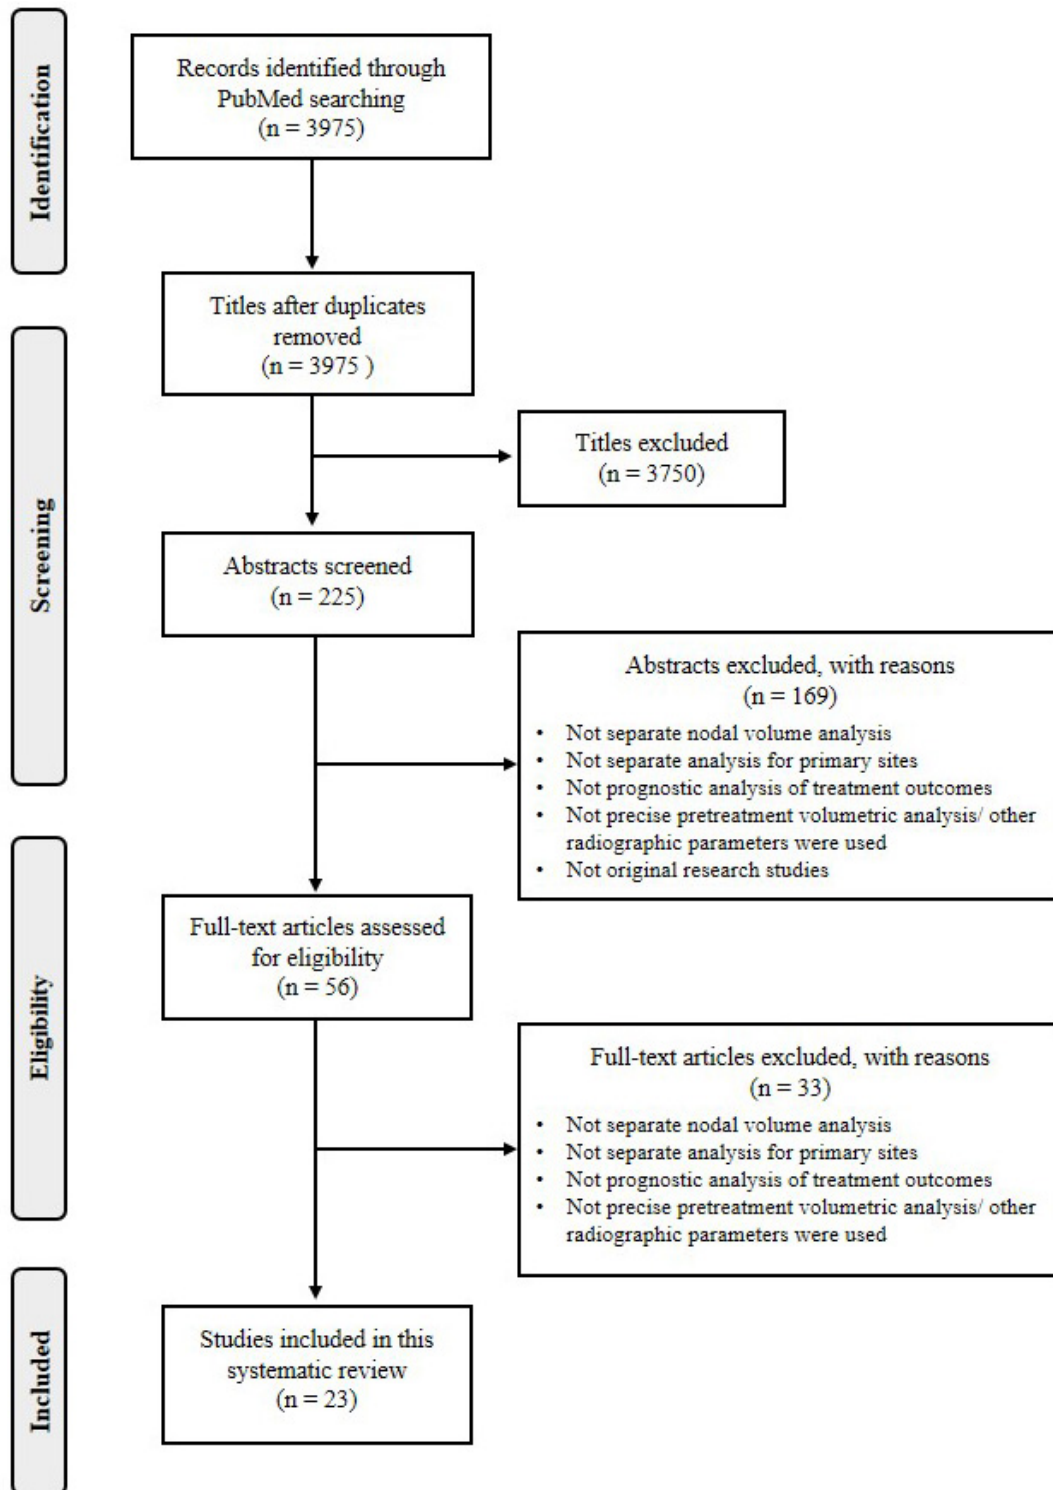 Identification
Records identified through
PubMed searching
(n = 3975)
Titles after duplicates
removed
(n = 3975 )
Screening
Titles excluded
(n = 3750)
Abstracts screened
(n = 225)
Abstracts excluded, with reasons
(n = 169)
• Not separate nodal volume analysis
• Not separate analysis for primary sites
• Not prognostic analysis of treatment outcomes
• Not precise pretreatment volumetric analysis/ other
radiographic parameters were used
• Not original research studies
Eligibility
Full-text articles assessed
for eligibility
(n = 56)
Full-text articles excluded, with reasons
(n = 33)
• Not separate nodal volume analysis
• Not separate analysis for primary sites
• Not prognostic analysis of treatment outcomes
• Not precise pretreatment volumetric analysis/ other
radiographic parameters were used
Included
Studies included in this
systematic review
(n = 23)